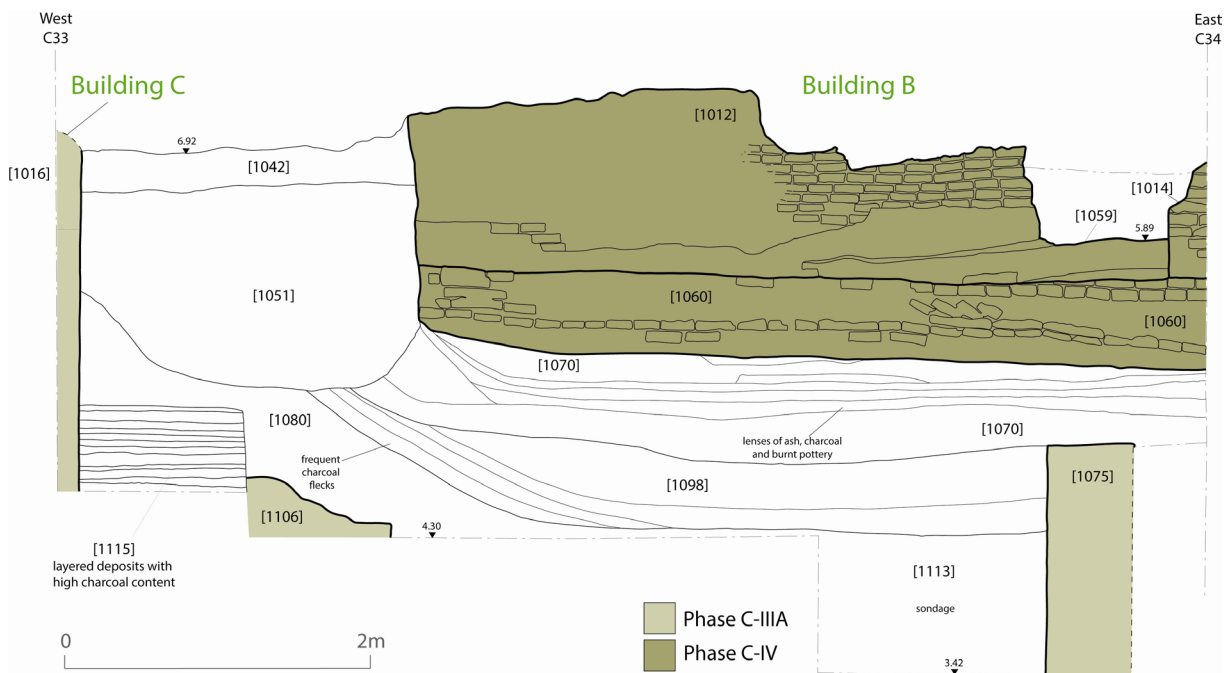 West
C33
East
C34
Building C
Building B
[1012]
6.92
[1042]
[1016]
[1014]
[1059]
5.89
[1051]
[1060]
[1060]
[1070]
[1080]
lenses of ash, charcoal
and burnt pottery
[1070]
frequent
charcoal
flecks
[1098]
[1075]
[1106]
4.30
[1115]
layered deposits with
high charcoal content
[1113]
sondage
Phase C-IIIA
Phase C-IV
0
2m
3.42